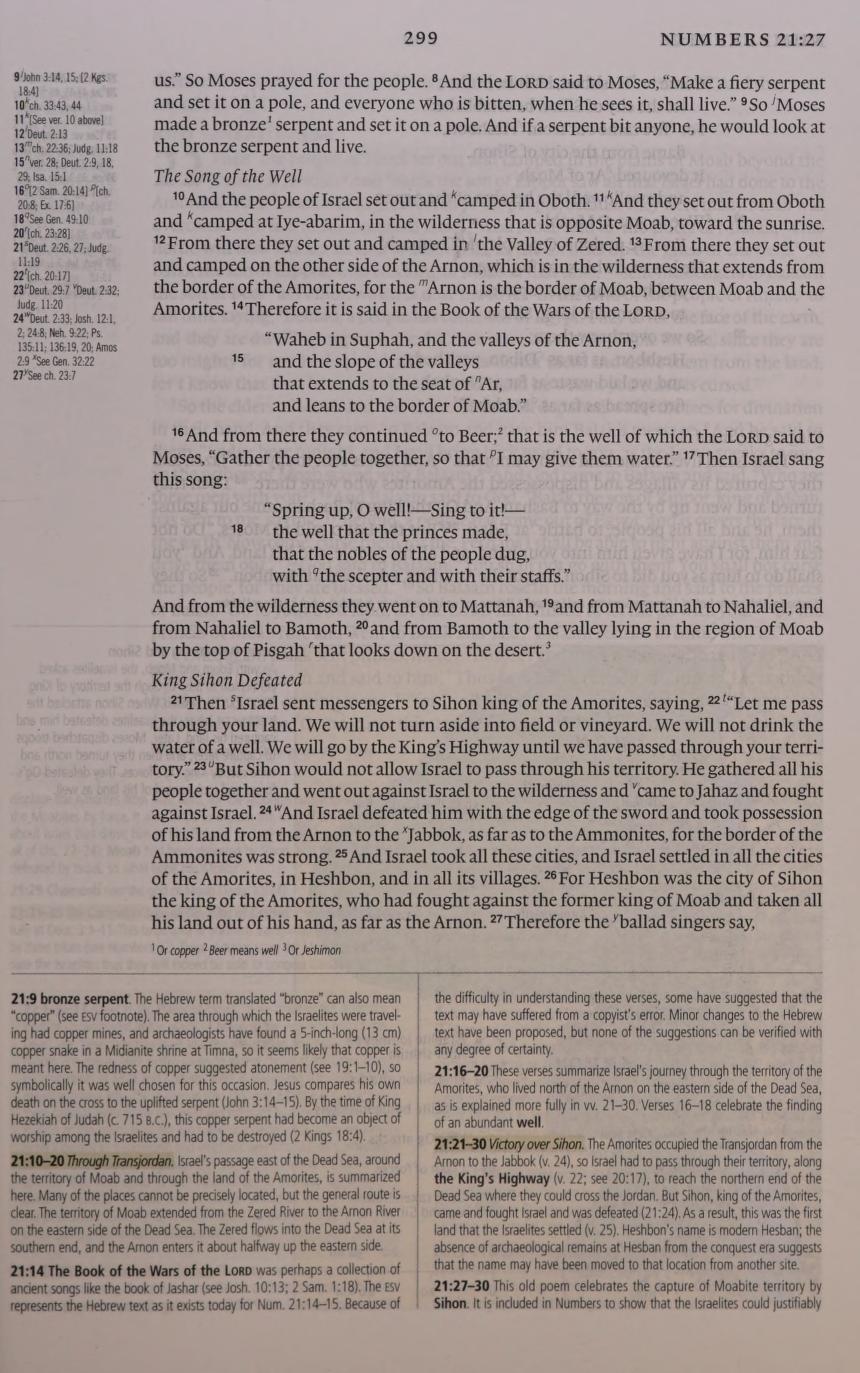 299
NUMBERS 21:27
9 jJohn 3:14, 15; [2 Kgs.
18:4]
10 kch. 33:43, 44
11 k[See ver. 10 above]
12 lDeut. 2:13
13 mch. 22:36; Judg. 11:18
15 nver. 28; Deut. 2:9, 18,
29; Isa. 15:1
16 o[2 Sam. 20:14] p[ch.
20:8; Ex. 17:6]
18 qSee Gen. 49:10
20 r[ch. 23:28]
21 sDeut. 2:26, 27; Judg.
11:19
22 t[ch. 20:17]
23 uDeut. 29:7 vDeut. 2:32;
Judg. 11:20
24 wDeut. 2:33; Josh. 12:1,
2; 24:8; Neh. 9:22; Ps.
135:11; 136:19, 20; Amos
2:9 xSee Gen. 32:22
27 ySee ch. 23:7
us.” So Moses prayed for the people. 8 And the LORD said to Moses, “Make a fiery serpent
and set it on a pole, and everyone who is bitten, when he sees it, shall live.” 9 So jMoses
made a bronze1 serpent and set it on a pole. And if a serpent bit anyone, he would look at
the bronze serpent and live.
The Song of the Well
10 And the people of Israel set out and kcamped in Oboth. 11 kAnd they set out from Oboth
and kcamped at Iye-abarim, in the wilderness that is opposite Moab, toward the sunrise.
12 From there they set out and camped in lthe Valley of Zered. 13 From there they set out
and camped on the other side of the Arnon, which is in the wilderness that extends from
the border of the Amorites, for the mArnon is the border of Moab, between Moab and the
Amorites. 14 Therefore it is said in the Book of the Wars of the LORD,
“Waheb in Suphah, and the valleys of the Arnon,
15 and the slope of the valleys
that extends to the seat of nAr,
and leans to the border of Moab.”
16 And from there they continued oto Beer;2 that is the well of which the LORD said to
Moses, “Gather the people together, so that pI may give them water.” 17 Then Israel sang
this song:
“Spring up, O well!—Sing to it!—
18 the well that the princes made,
that the nobles of the people dug,
with qthe scepter and with their staffs.”
And from the wilderness they went on to Mattanah, 19 and from Mattanah to Nahaliel, and
from Nahaliel to Bamoth, 20 and from Bamoth to the valley lying in the region of Moab
by the top of Pisgah rthat looks down on the desert.3
King Sihon Defeated
21 Then sIsrael sent messengers to Sihon king of the Amorites, saying, 22 t“Let me pass
through your land. We will not turn aside into field or vineyard. We will not drink the
water of a well. We will go by the King’s Highway until we have passed through your terri-
tory.” 23 uBut Sihon would not allow Israel to pass through his territory. He gathered all his
people together and went out against Israel to the wilderness and vcame to Jahaz and fought
against Israel. 24 wAnd Israel defeated him with the edge of the sword and took possession
of his land from the Arnon to the xJabbok, as far as to the Ammonites, for the border of the
Ammonites was strong. 25 And Israel took all these cities, and Israel settled in all the cities
of the Amorites, in Heshbon, and in all its villages. 26 For Heshbon was the city of Sihon
the king of the Amorites, who had fought against the former king of Moab and taken all
his land out of his hand, as far as the Arnon. 27 Therefore the yballad singers say,
1 Or copper 2 Beer means well 3 Or Jeshimon
21:9 bronze serpent. The Hebrew term translated “bronze” can also mean
“copper” (see ESV footnote). The area through which the Israelites were travel-
ing had copper mines, and archaeologists have found a 5-inch-long (13 cm)
copper snake in a Midianite shrine at Timna, so it seems likely that copper is
meant here. The redness of copper suggested atonement (see 19:1–10), so
symbolically it was well chosen for this occasion. Jesus compares his own
death on the cross to the uplifted serpent (John 3:14–15). By the time of King
Hezekiah of Judah (c. 715 B.C.), this copper serpent had become an object of
worship among the Israelites and had to be destroyed (2 Kings 18:4).
21:10–20 Through Transjordan. Israel’s passage east of the Dead Sea, around
the territory of Moab and through the land of the Amorites, is summarized
here. Many of the places cannot be precisely located, but the general route is
clear. The territory of Moab extended from the Zered River to the Arnon River
on the eastern side of the Dead Sea. The Zered flows into the Dead Sea at its
southern end, and the Arnon enters it about halfway up the eastern side.
21:14 The Book of the Wars of the LORD was perhaps a collection of
ancient songs like the book of Jashar (see Josh. 10:13; 2 Sam. 1:18). The ESV
represents the Hebrew text as it exists today for Num. 21:14–15. Because of
the difficulty in understanding these verses, some have suggested that the
text may have suffered from a copyist’s error. Minor changes to the Hebrew
text have been proposed, but none of the suggestions can be verified with
any degree of certainty.
21:16–20 These verses summarize Israel’s journey through the territory of the
Amorites, who lived north of the Arnon on the eastern side of the Dead Sea,
as is explained more fully in vv. 21–30. Verses 16–18 celebrate the finding
of an abundant well.
21:21–30 Victory over Sihon. The Amorites occupied the Transjordan from the
Arnon to the Jabbok (v. 24), so Israel had to pass through their territory, along
the King’s Highway (v. 22; see 20:17), to reach the northern end of the
Dead Sea where they could cross the Jordan. But Sihon, king of the Amorites,
came and fought Israel and was defeated (21:24). As a result, this was the first
land that the Israelites settled (v. 25). Heshbon’s name is modern Hesban; the
absence of archaeological remains at Hesban from the conquest era suggests
that the name may have been moved to that location from another site.
21:27–30 This old poem celebrates the capture of Moabite territory by
Sihon. It is included in Numbers to show that the Israelites could justifiably